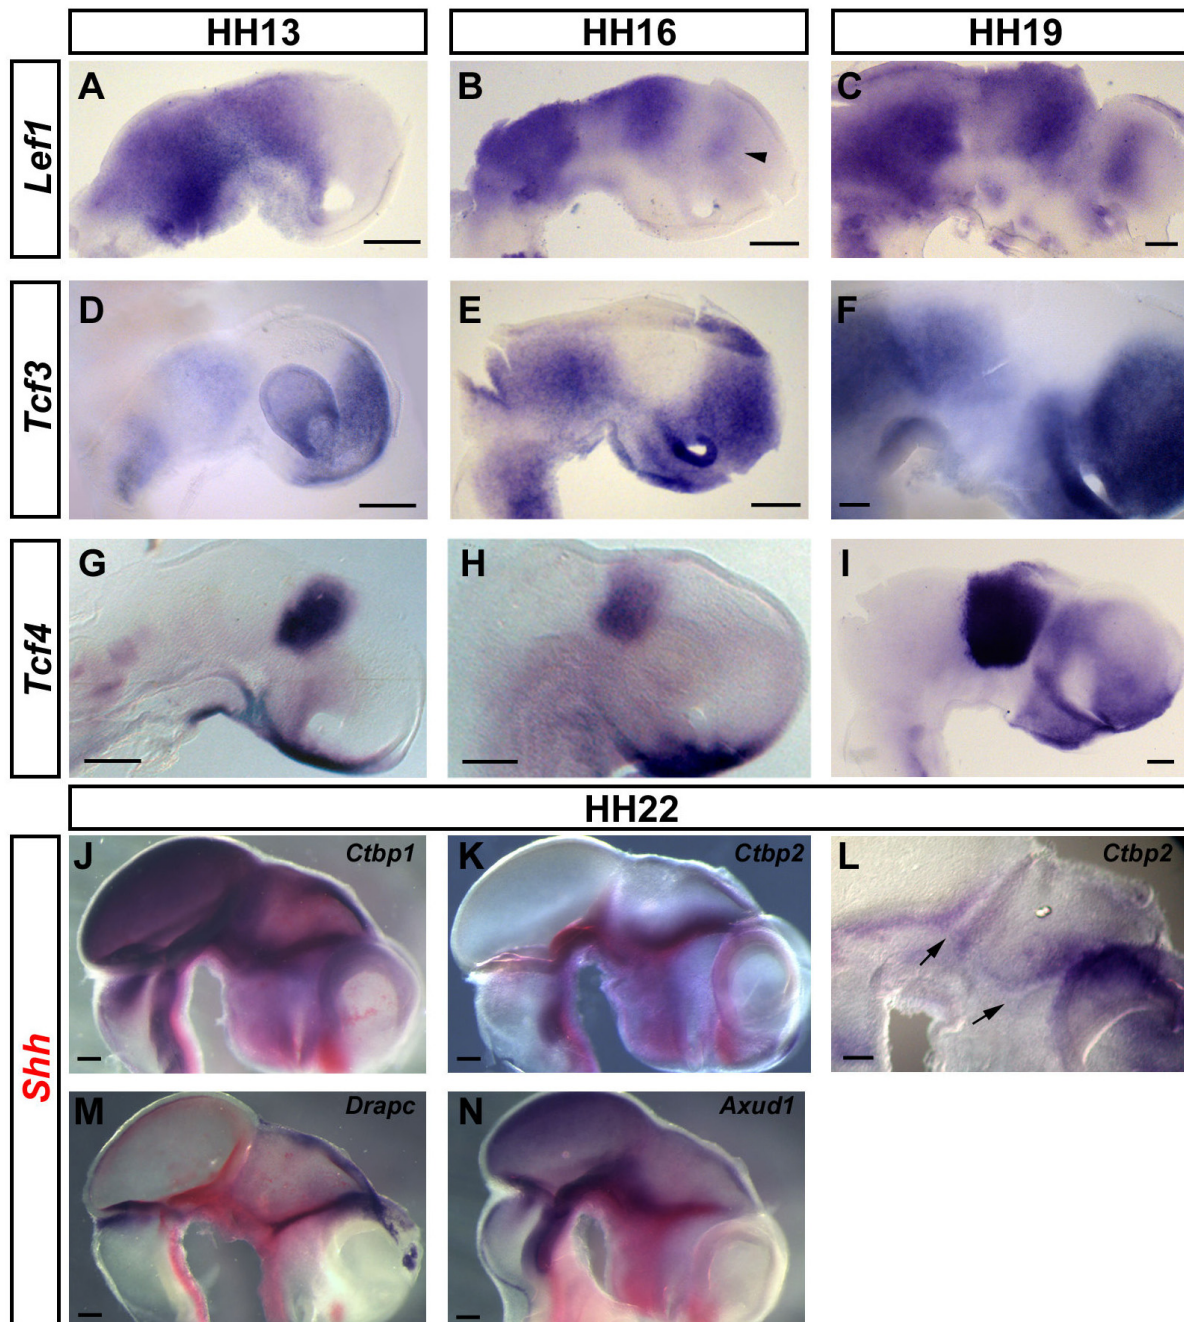 HH13 HH16 HH19
Lef1
A B C
Tcf3
D E F
Tcf4
G H I
HH22
Shh
J Ctbp1 K Ctbp2 L Ctbp2
M Drapc N Axud1